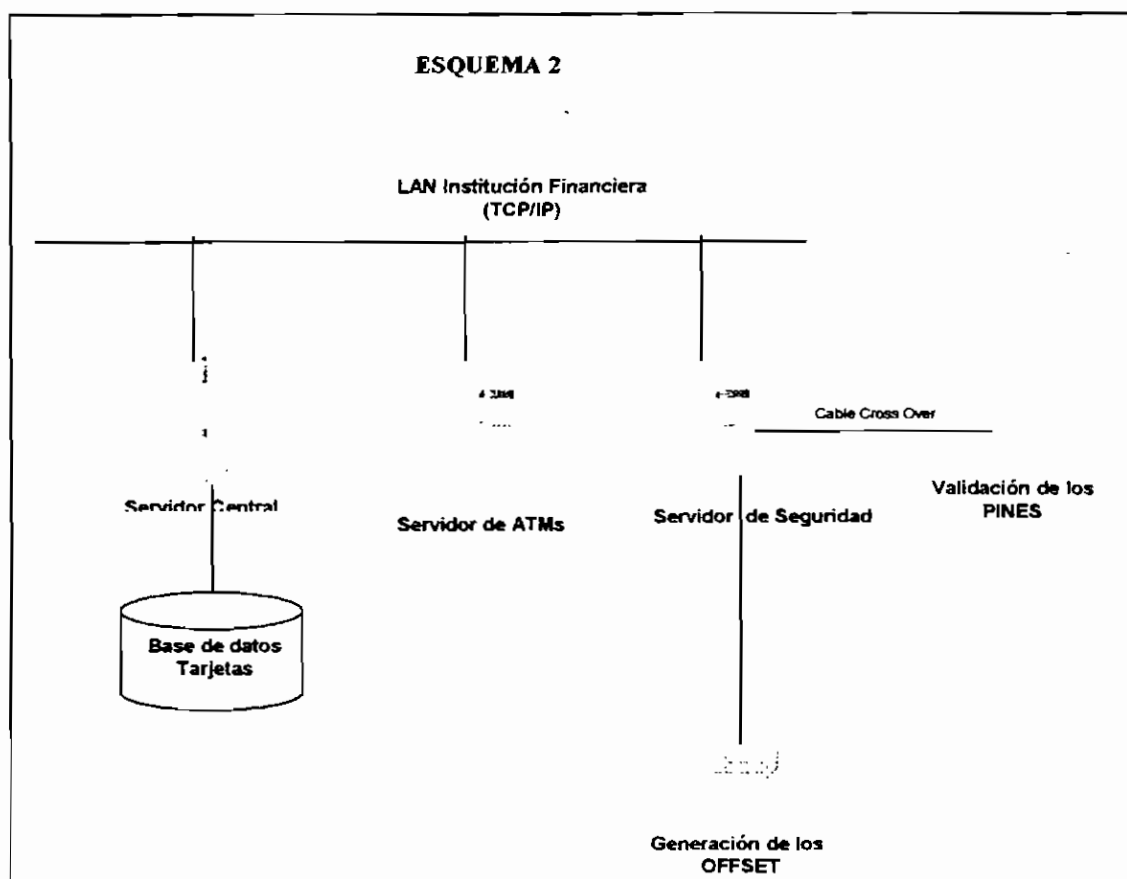 ESQUEMA 2
LAN Institución Financiera
(TCP/IP)
Cable Cross Over
Servidor Central
Servidor de ATMs
Servidor de Seguridad
Validación de los
PINES
Base de datos
Tarjetas
Generación de los
OFFSET